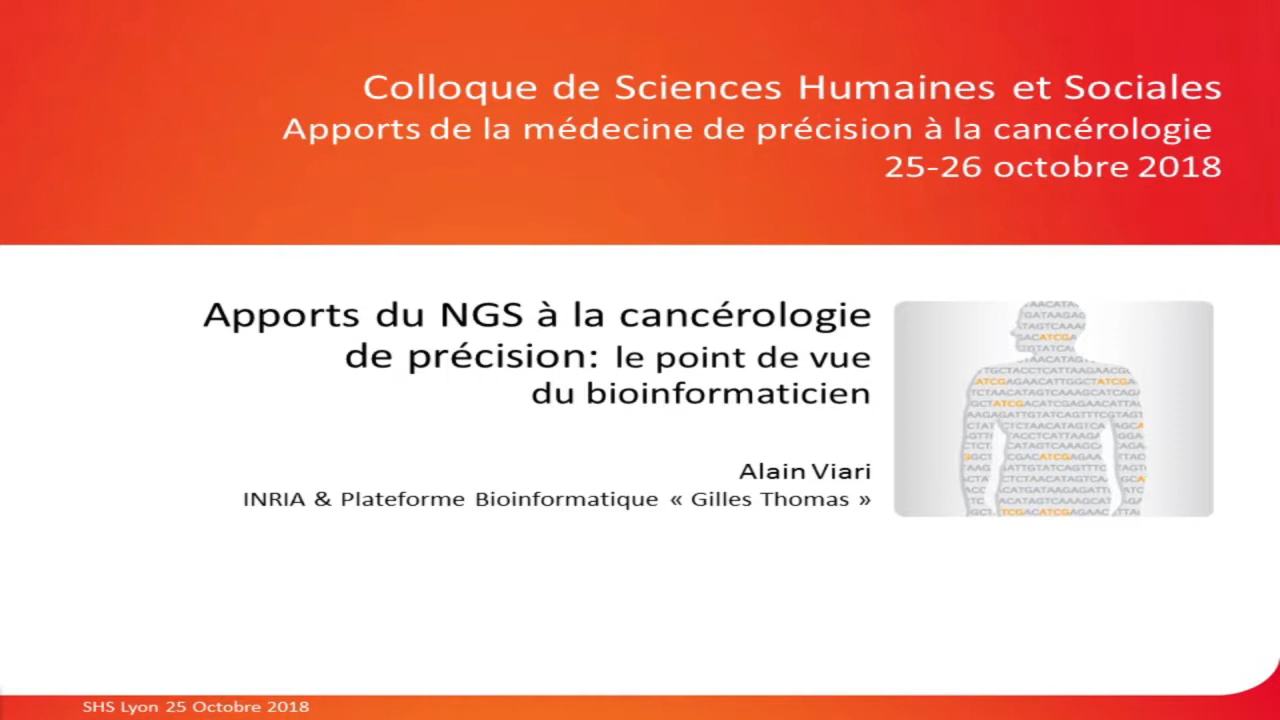 Colloque de Sciences Humaines et Sociales
Apports de la médecine de précision à la cancérologie
25-26 octobre 2018
Apports du NGS à la cancérologie
de précision: le point de vue
du bioinformaticien
Alain Viari
INRIA & Plateforme Bioinformatique « Gilles Thomas »
SHS Lyon 25 Octobre 2018